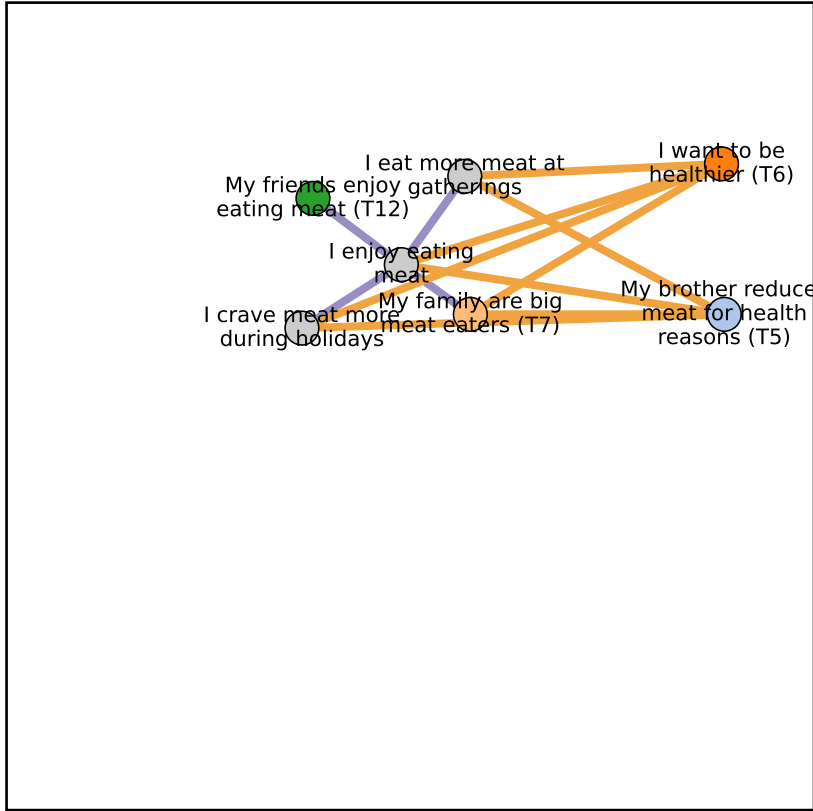 I want to be
healthier (T6)
I eat more meat at
gatherings
My friends enjoy
eating meat (T12)
I enjoy eating
meat
My brother reduce
meat for health
reasons (T5)
My family are big
meat eaters (T7)
I crave meat more
during holidays